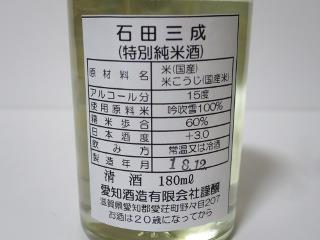 石田三成
(特別純米酒)
原材料名 米(国産) 米こうじ(国産米)
アルコール分 15度
使用原料米 吟吹雪100%
精米歩合 60%
日本酒度 +3.0
飲み方 常温又は冷酒
製造年月 18.12
清酒 180ml
愛知酒造有限会社謹醸
滋賀県愛知郡愛荘町野々目207
お酒は20歳になってから